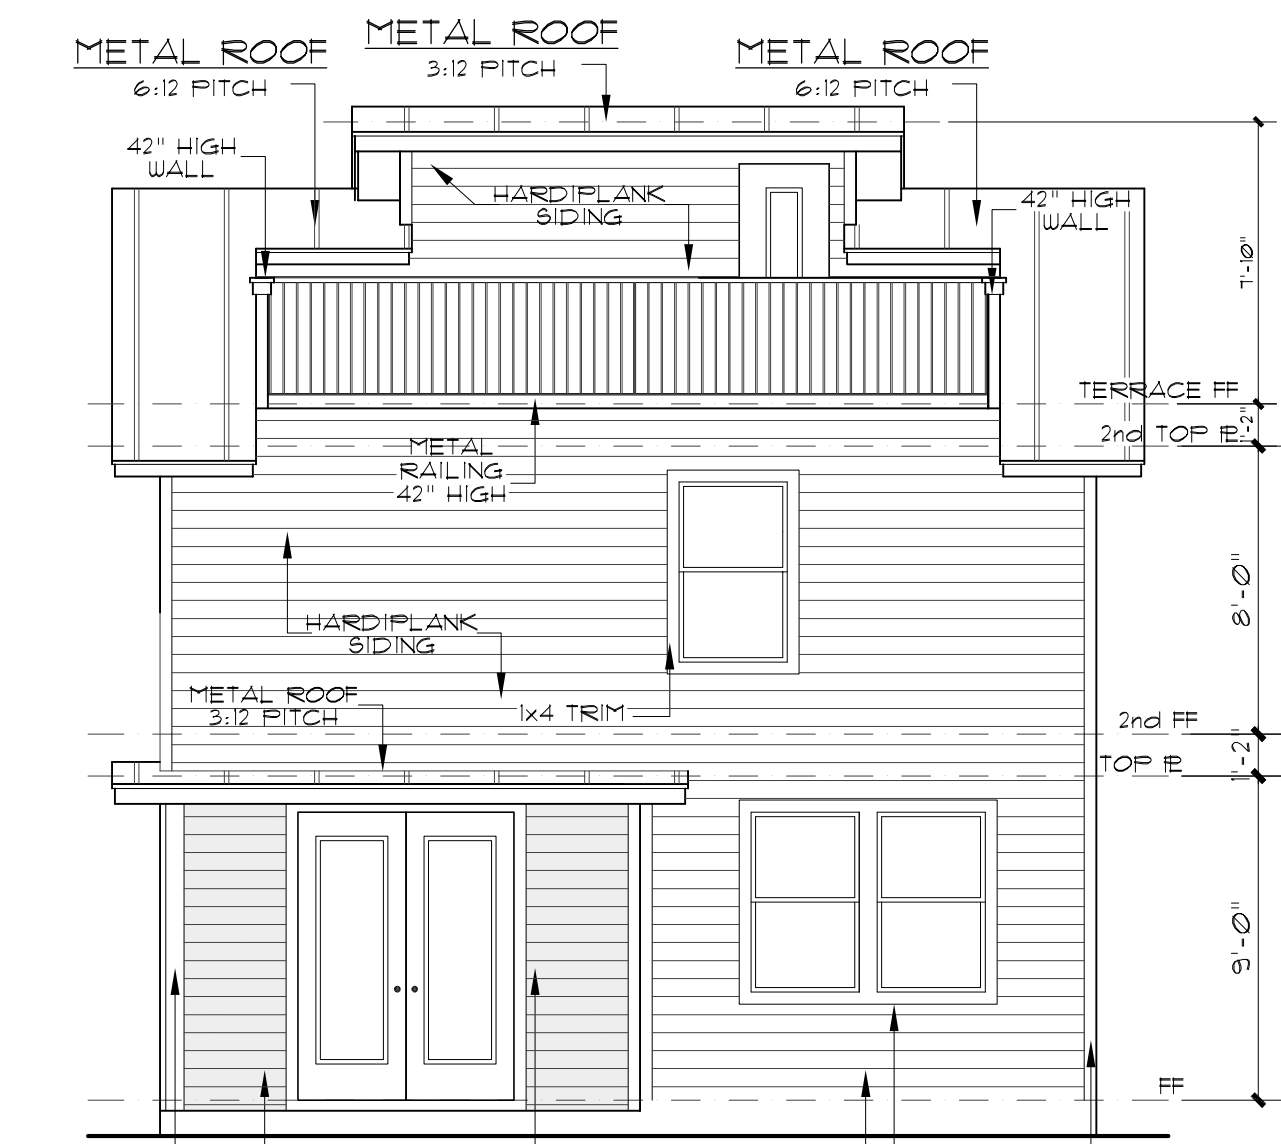 METAL ROOF
3:12 PITCH
METAL ROOF
6:12 PITCH
METAL ROOF
6:12 PITCH
42" HIGH
WALL
HARDIPLANK
SIDING
42" HIGH
WALL
7'-10"
TERRACE FF
1'-2"
2nd TOP PL
METAL
RAILING
42" HIGH
8'-0"
HARDIPLANK
SIDING
METAL ROOF
3:12 PITCH
1x4 TRIM
2nd FF
1'-2"
TOP PL
9'-0"
FF